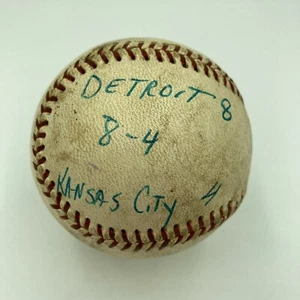 DETROIT 8
8-4
KANSAS CITY 4